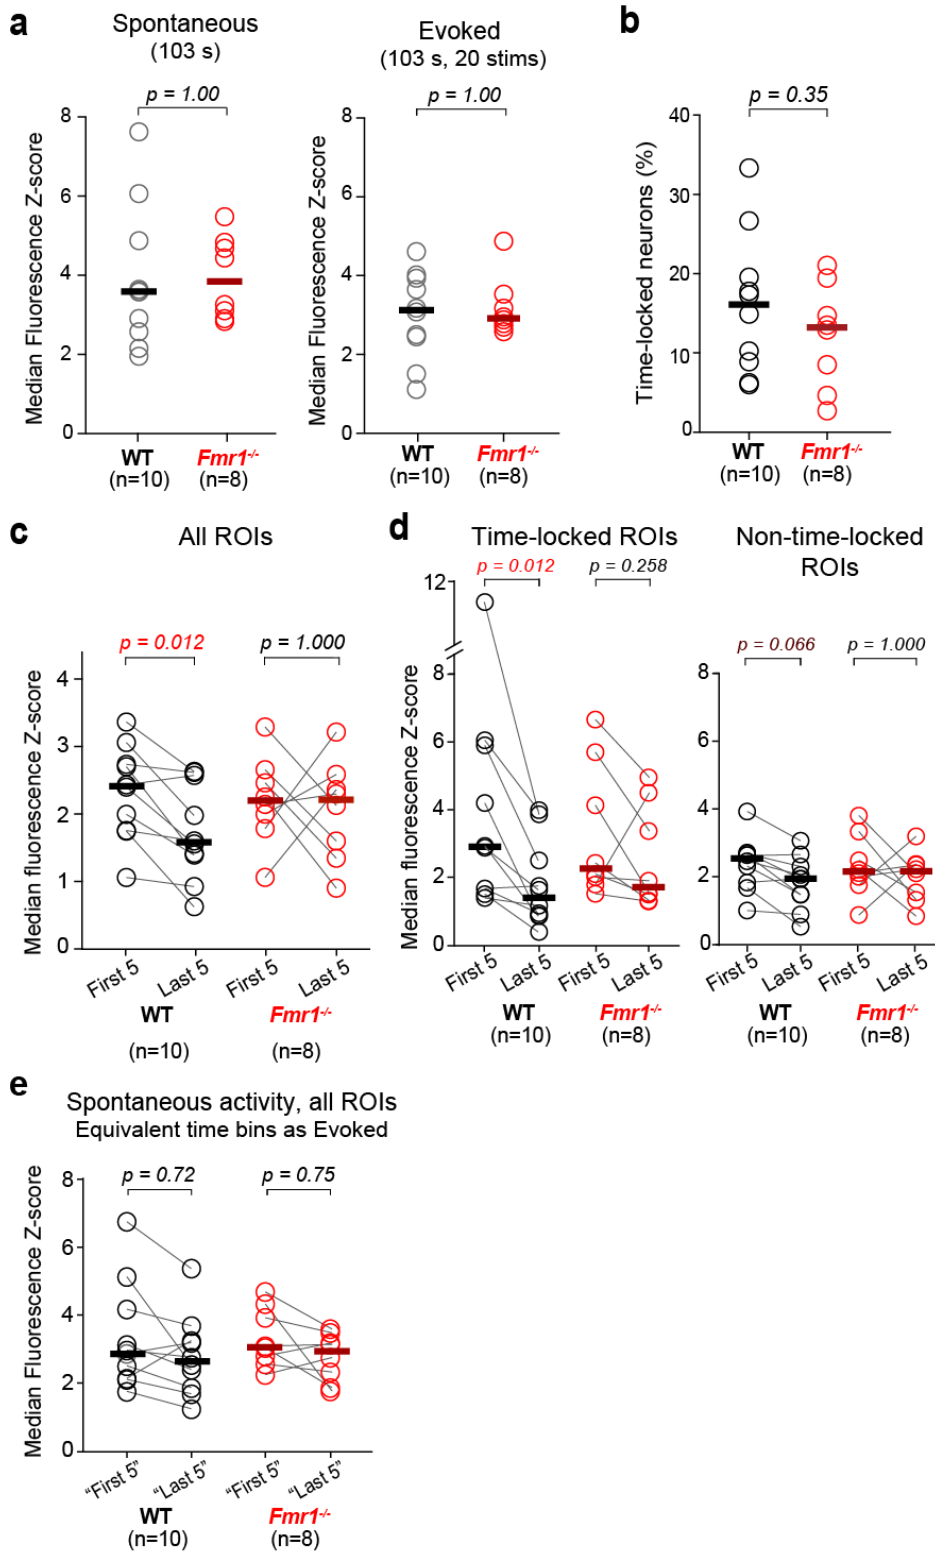 a
Spontaneous
(103 s)
p = 1.00
Median Fluorescence Z-score
8
6
4
2
0
WT
Fmr1-/-
(n=10)
(n=8)
Evoked
(103 s, 20 stims)
p = 1.00
Median Fluorescence Z-score
8
6
4
2
0
WT
Fmr1-/-
(n=10)
(n=8)
b
p = 0.35
Time-locked neurons (%)
40
30
20
10
0
WT
Fmr1-/-
(n=10)
(n=8)
c
All ROIs
p = 0.012
p = 1.000
Median fluorescence Z-score
4
3
2
1
0
First 5
Last 5
First 5
Last 5
WT
Fmr1-/-
(n=10)
(n=8)
d
Time-locked ROIs
p = 0.012
p = 0.258
Median fluorescence Z-score
12
8
6
4
2
0
First 5
Last 5
First 5
Last 5
WT
Fmr1-/-
(n=10)
(n=8)
Non-time-locked
ROIs
p = 0.066
p = 1.000
8
4
2
0
First 5
Last 5
First 5
Last 5
WT
Fmr1-/-
(n=10)
(n=8)
e
Spontaneous activity, all ROIs
Equivalent time bins as Evoked
p = 0.72
p = 0.75
Median Fluorescence Z-score
8
6
4
2
0
“First 5”
“Last 5”
“First 5”
“Last 5”
WT
Fmr1-/-
(n=10)
(n=8)